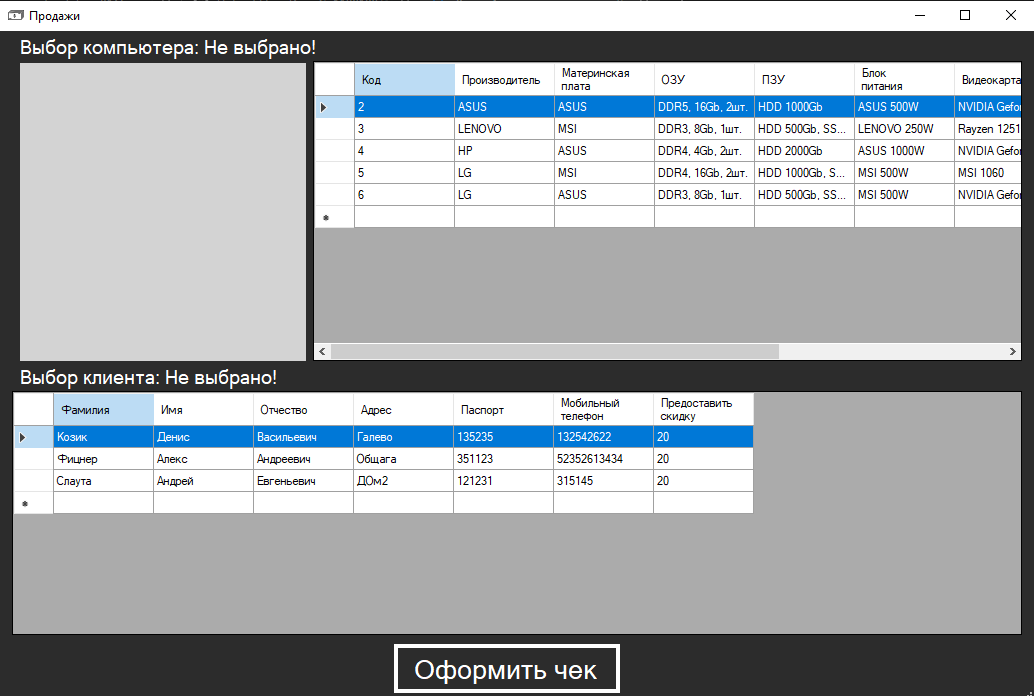 Продажи
Выбор компьютера: Не выбрано!
Код Производитель Материнская плата ОЗУ ПЗУ Блок питания Видеокарта
2 ASUS ASUS DDR5, 16Gb, 2шт. HDD 1000Gb ASUS 500W NVIDIA Gefor
3 LENOVO MSI DDR3, 8Gb, 1шт. HDD 500Gb, SS... LENOVO 250W Rayzen 1251
4 HP ASUS DDR4, 4Gb, 2шт. HDD 2000Gb ASUS 1000W NVIDIA Gefor
5 LG MSI DDR4, 16Gb, 2шт. HDD 1000Gb, S... MSI 500W MSI 1060
6 LG ASUS DDR3, 8Gb, 1шт. HDD 500Gb, SS... MSI 500W NVIDIA Gefor
Выбор клиента: Не выбрано!
Фамилия Имя Отчество Адрес Паспорт Мобильный телефон Предоставить скидку
Козик Денис Васильевич Галево 135235 132542622 20
Фицнер Алекс Андреевич Общага 351123 52352613434 20
Слаута Андрей Евгеньевич ДОм2 121231 315145 20
Оформить чек